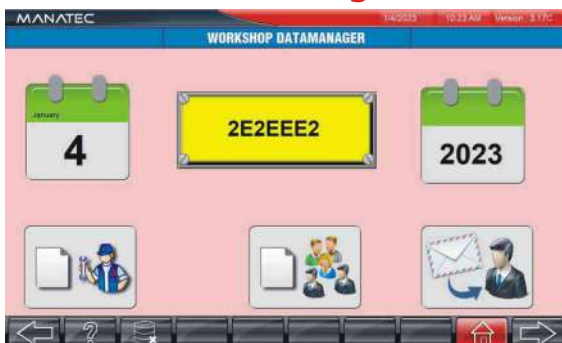 MANATEC
1/4/2023 10:23 AM Version : 3.17C
WORKSHOP DATAMANAGER
January
4
2E2EEE2
2023